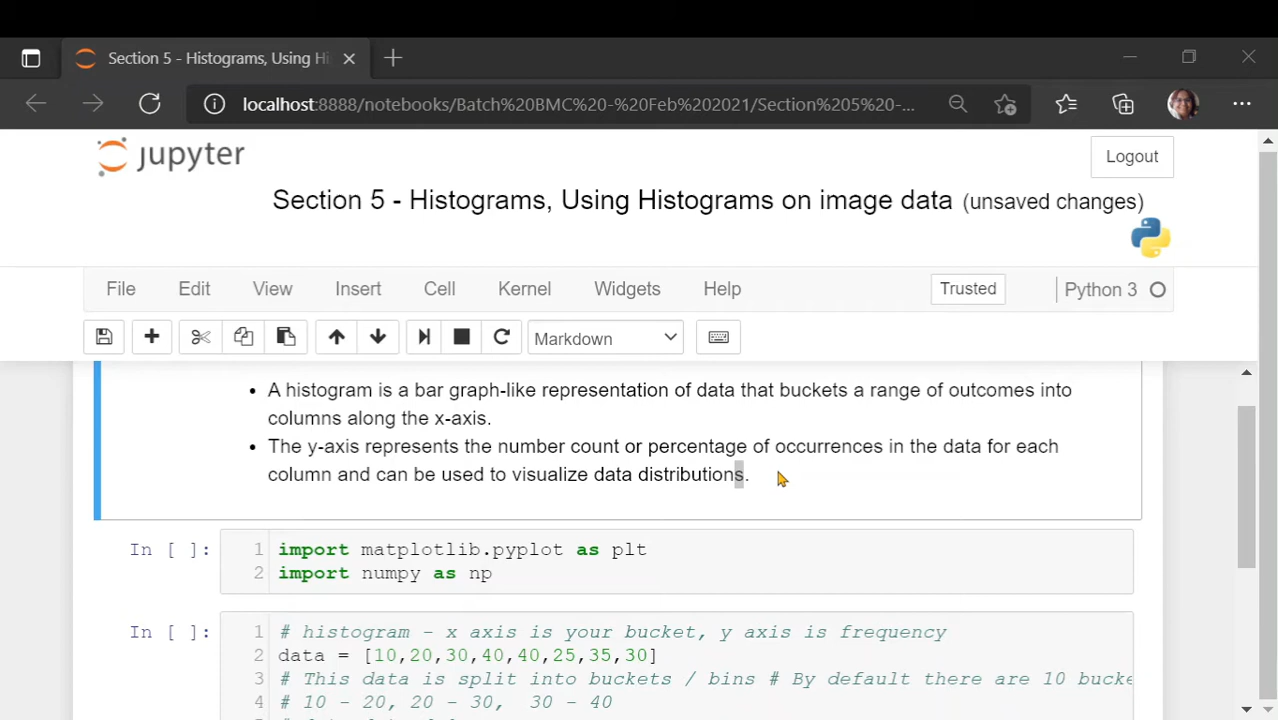 Section 5 - Histograms, Using Hi
localhost:8888/notebooks/Batch%20BMC%20-%20Feb%202021/Section%205%20-...
jupyter
Logout
Section 5 - Histograms, Using Histograms on image data (unsaved changes)
File Edit View Insert Cell Kernel Widgets Help Trusted Python 3
Markdown
• A histogram is a bar graph-like representation of data that buckets a range of outcomes into
columns along the x-axis.
• The y-axis represents the number count or percentage of occurrences in the data for each
column and can be used to visualize data distributions.
In [ ]: 1 import matplotlib.pyplot as plt
2 import numpy as np
In [ ]: 1 # histogram - x axis is your bucket, y axis is frequency
2 data = [10,20,30,40,40,25,35,30]
3 # This data is split into buckets / bins # By default there are 10 bucke
4 # 10 - 20, 20 - 30, 30 - 40